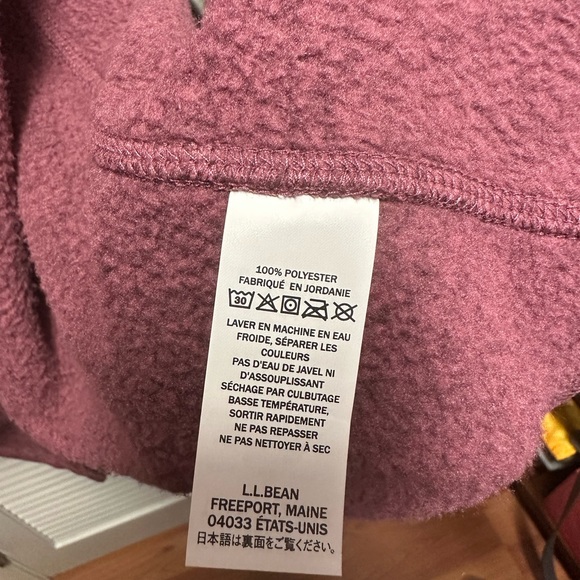 100% POLYESTER
FABRIQUÉ EN JORDANIE
30
LAVER EN MACHINE EN EAU
FROIDE, SÉPARER LES
COULEURS
PAS D'EAU DE JAVEL NI
D'ASSOUPLISSANT
SÉCHAGE PAR CULBUTAGE
BASSE TEMPÉRATURE,
SORTIR RAPIDEMENT
NE PAS REPASSER
NE PAS NETTOYER À SEC
L.L.BEAN
FREEPORT, MAINE
04033 ÉTATS-UNIS
日本語は裏面をご覧ください。